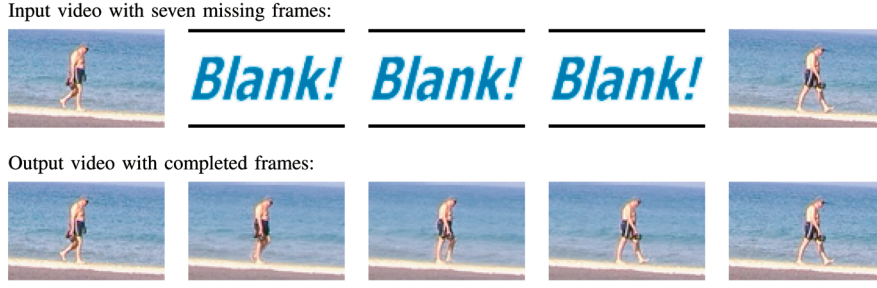 Input video with seven missing frames:
Blank! Blank! Blank!
Output video with completed frames: